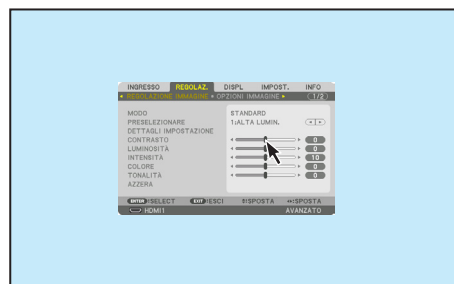 INGRESSO REGOLAZ. DISPL IMPOST. INFO
REGOLAZIONE IMMAGINE • OPZIONI IMMAGINE 1/2
MODO STANDARD
PRESELEZIONARE 1:ALTA LUMIN.
DETTAGLI IMPOSTAZIONE
CONTRASTO 0
LUMINOSITÀ 0
INTENSITÀ 10
COLORE 0
TONALITÀ 0
AZZERA
ENTER :SELECT EXIT :ESCI :SPOSTA :SPOSTA
HDMI1 AVANZATO